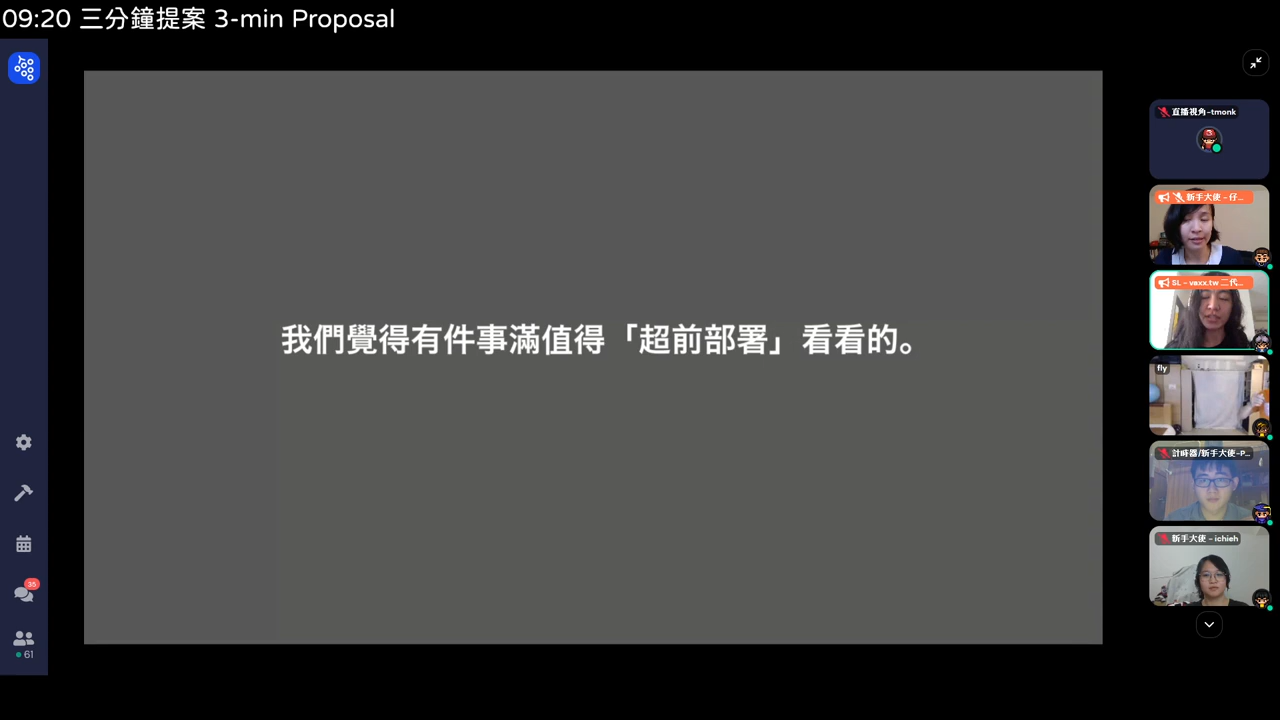 09:20 三分鐘提案 3-min Proposal
直播視角-tmonk
新手大使 - 仔...
SL - vaxx.tw 二代...
我們覺得有件事滿值得「超前部署」看看的。
fly
計時器/新手大使-P...
新手大使 - ichieh
35
61